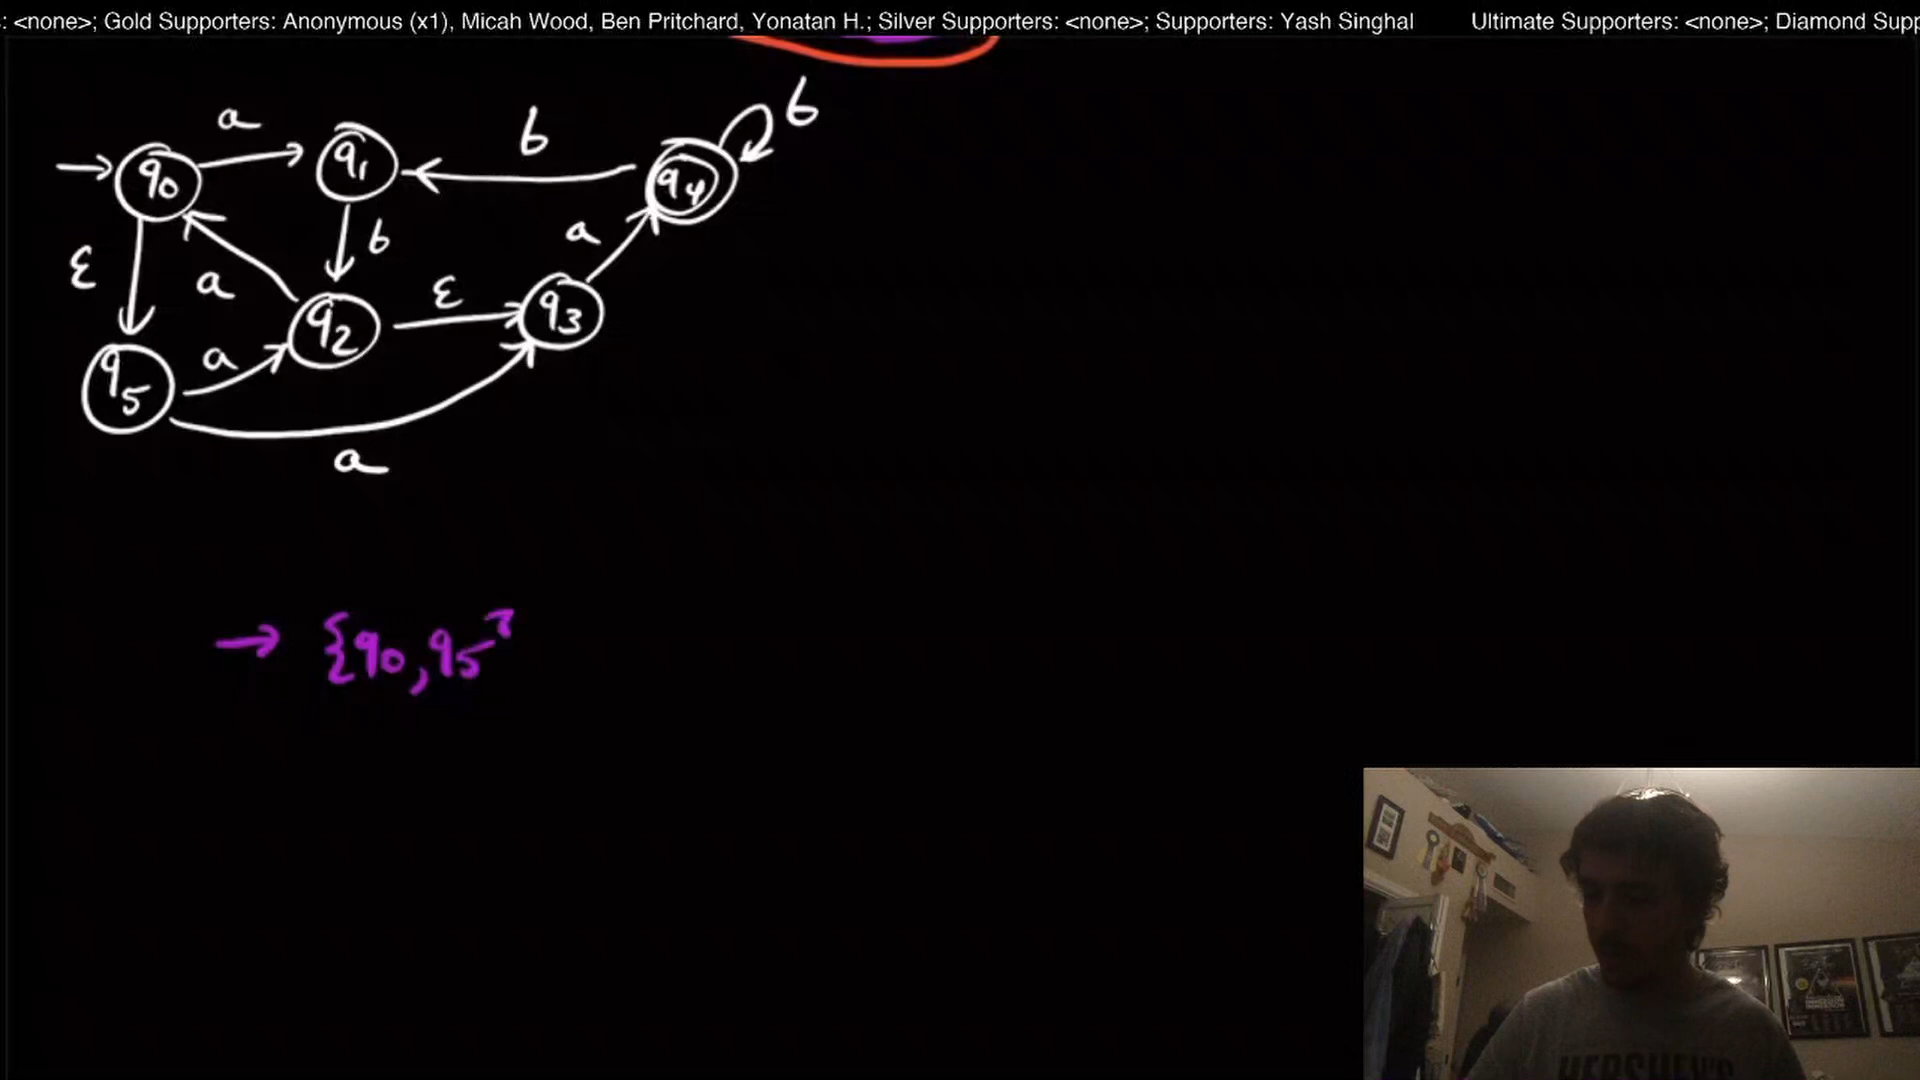 : <none>; Gold Supporters: Anonymous (x1), Micah Wood, Ben Pritchard, Yonatan H.; Silver Supporters: <none>; Supporters: Yash Singhal Ultimate Supporters: <none>; Diamond Supp
a b b
→ q0 q1 q4
ε a b ε a
q2 q3
q5 a
a
→ {q0, q5}
HERSHEY'S